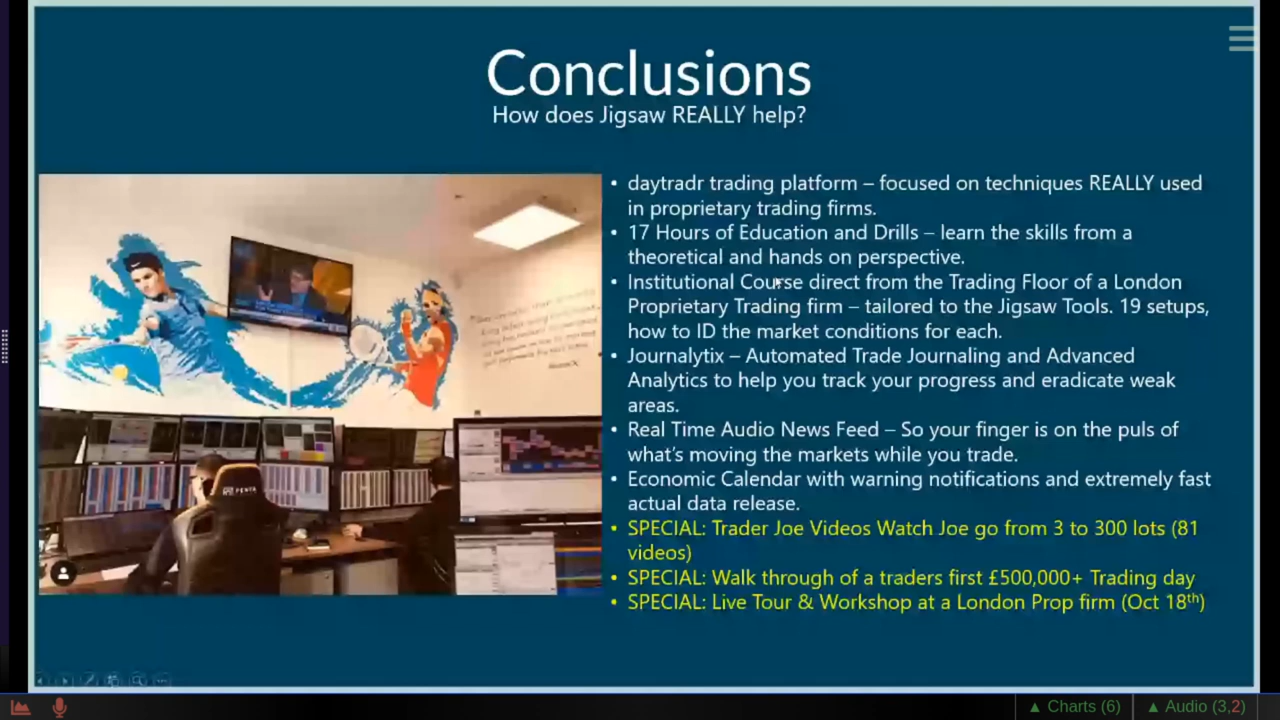 Conclusions
How does Jigsaw REALLY help?
• daytradr trading platform – focused on techniques REALLY used
in proprietary trading firms.
• 17 Hours of Education and Drills – learn the skills from a
theoretical and hands on perspective.
• Institutional Course direct from the Trading Floor of a London
Proprietary Trading firm – tailored to the Jigsaw Tools. 19 setups,
how to ID the market conditions for each.
• Journalytix – Automated Trade Journaling and Advanced
Analytics to help you track your progress and eradicate weak
areas.
• Real Time Audio News Feed – So your finger is on the puls of
what's moving the markets while you trade.
• Economic Calendar with warning notifications and extremely fast
actual data release.
• SPECIAL: Trader Joe Videos Watch Joe go from 3 to 300 lots (81
videos)
• SPECIAL: Walk through of a traders first £500,000+ Trading day
• SPECIAL: Live Tour & Workshop at a London Prop firm (Oct 18th)
▲ Charts (6) ▲ Audio (3,2)